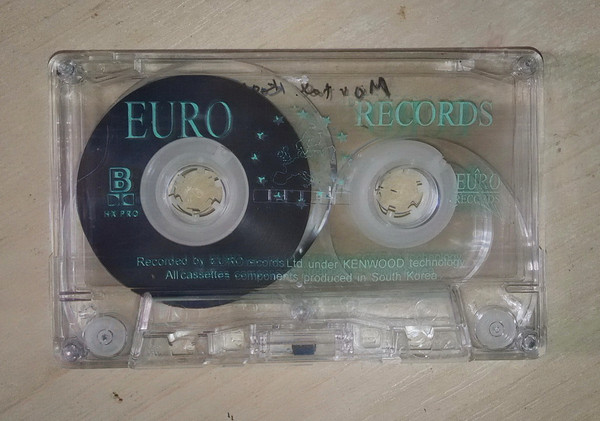 EURO RECORDS
B
HX PRO
EURO
RECORDS
Recorded by EURO records Ltd. under KENWOOD technology
All cassettes components produced in South Korea